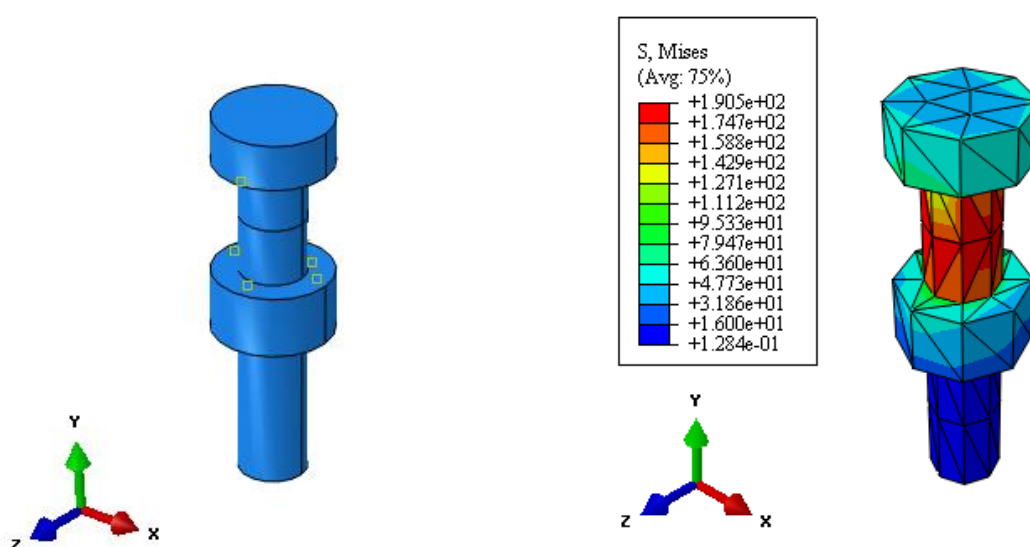 S, Mises
(Avg: 75%)
+1.905e+02
+1.747e+02
+1.588e+02
+1.429e+02
+1.271e+02
+1.112e+02
+9.533e+01
+7.947e+01
+6.360e+01
+4.773e+01
+3.186e+01
+1.600e+01
+1.284e-01
Y
Z
X
Y
Z
X